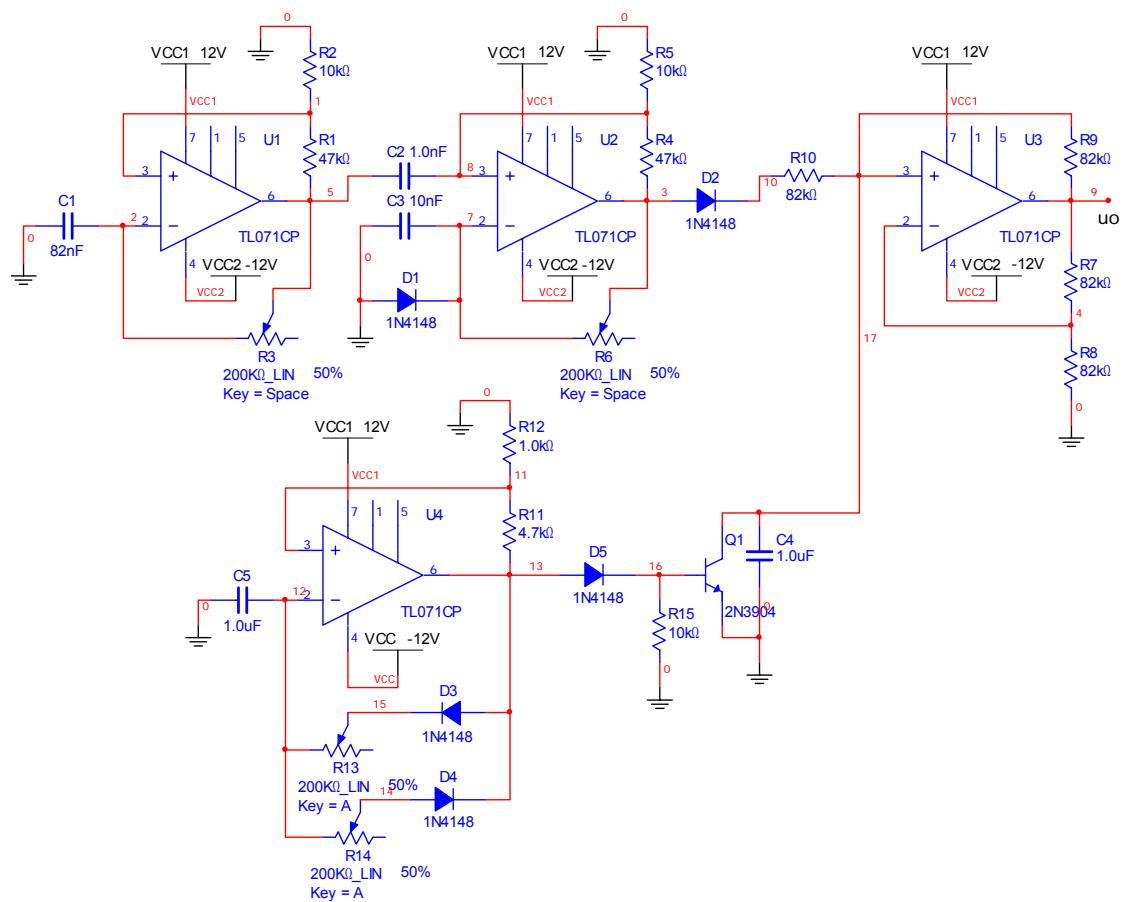 0
0
VCC1 12V
R2
10kΩ
VCC1 12V
R5
10kΩ
VCC1 12V
VCC1
1
VCC1
VCC1
7
1
5
U1
R1
47kΩ
7
1
5
U2
R4
47kΩ
7
1
5
U3
R9
82kΩ
C2 1.0nF
8
R10
3
+
6
5
3
+
6
3
D2
10
82kΩ
3
+
6
9
uo
C1
2
2
−
C3 10nF
7
2
−
1N4148
2
−
0
82nF
TL071CP
TL071CP
TL071CP
4
VCC2 -12V
0
4
VCC2 -12V
4
VCC2 -12V
R7
82kΩ
VCC2
D1
VCC2
VCC2
1N4148
4
17
R3
R6
R8
82kΩ
200KΩ_LIN 50%
Key = Space
200KΩ_LIN 50%
Key = Space
0
0
VCC1 12V
R12
1.0kΩ
VCC1
11
7
1
5
U4
R11
4.7kΩ
3
+
Q1
C4
1.0uF
D5
6
13
16
C5
12
2
−
1N4148
0
1.0uF
TL071CP
R15
10kΩ
2N3904
0
4
VCC -12V
VCC
0
D3
15
1N4148
R13
200KΩ_LIN 50%
Key = A
D4
14
1N4148
R14
200KΩ_LIN 50%
Key = A